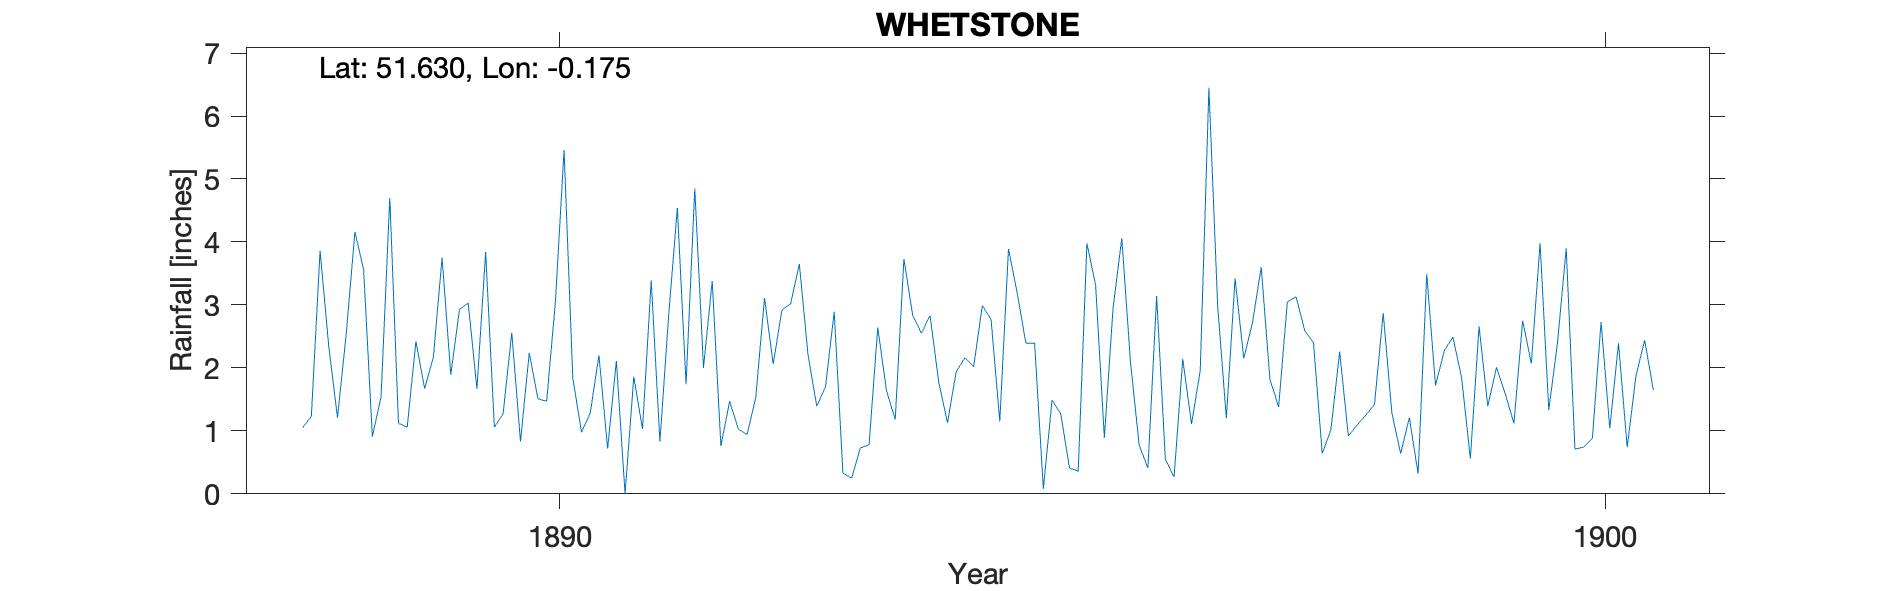 WHETSTONE
Lat: 51.630, Lon: -0.175
7
6
5
4
3
2
1
0
Rainfall [inches]
1890 1900
Year